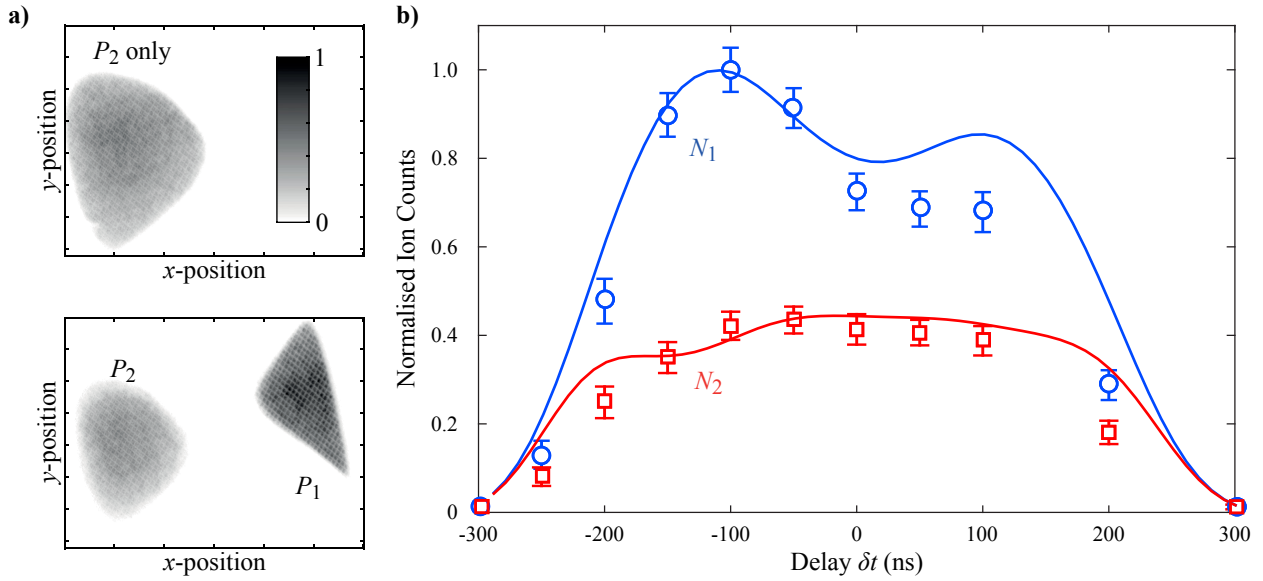 a)
P₂ only
1
0
y-position
x-position
P₂
P₁
y-position
x-position
b)
1.0
0.8
0.6
0.4
0.2
0
Normalised Ion Counts
N₁
N₂
-300 -200 -100 0 100 200 300
Delay δt (ns)